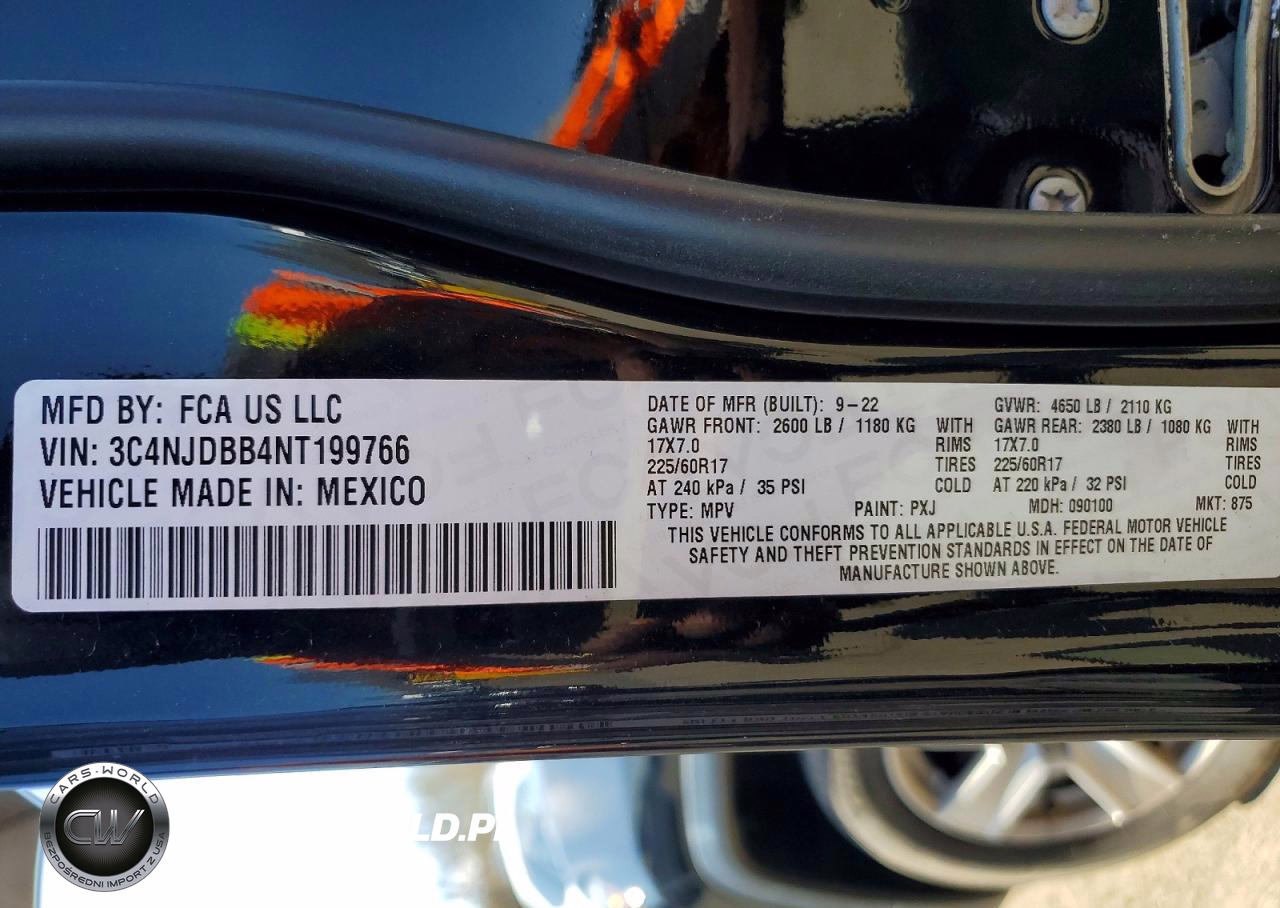 MFD BY: FCA US LLC
VIN: 3C4NJDBB4NT199766
VEHICLE MADE IN: MEXICO
DATE OF MFR (BUILT): 9-22 GVWR: 4650 LB / 2110 KG
GAWR FRONT: 2600 LB / 1180 KG WITH GAWR REAR: 2380 LB / 1080 KG WITH
17X7.0 RIMS 17X7.0 RIMS
225/60R17 TIRES 225/60R17 TIRES
AT 240 kPa / 35 PSI COLD AT 220 kPa / 32 PSI COLD
TYPE: MPV PAINT: PXJ MDH: 090100 MKT: 875
THIS VEHICLE CONFORMS TO ALL APPLICABLE U.S.A. FEDERAL MOTOR VEHICLE
SAFETY AND THEFT PREVENTION STANDARDS IN EFFECT ON THE DATE OF
MANUFACTURE SHOWN ABOVE.
CARS-WORLD
CW
BEZPOŚREDNI IMPORT Z USA